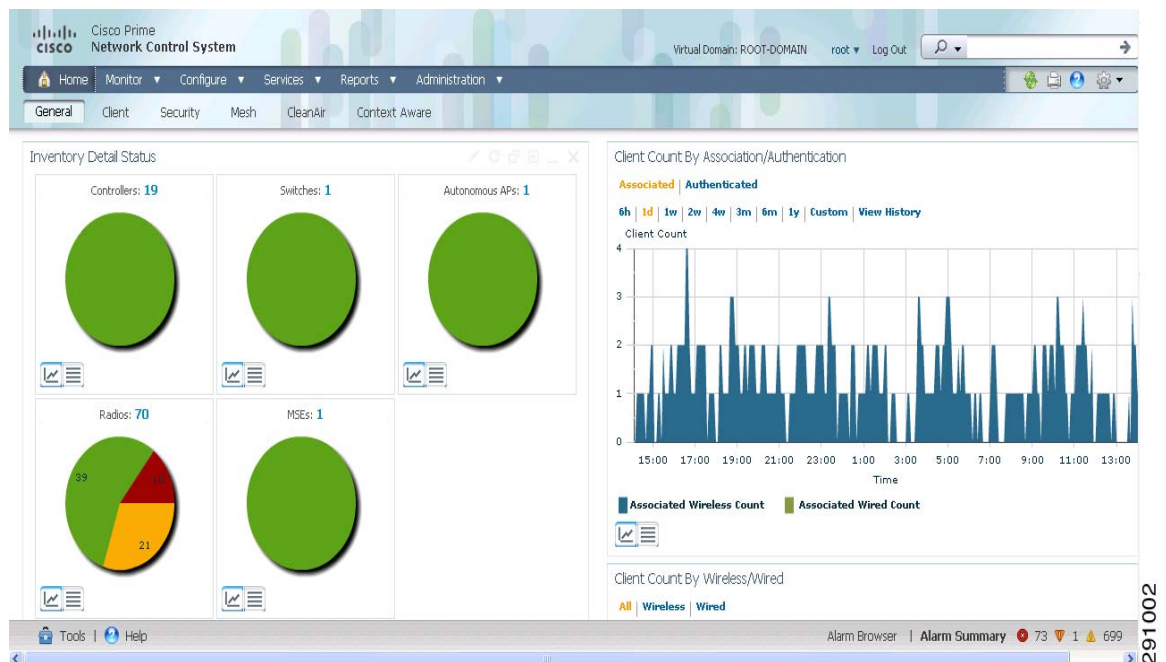 CISCO
Cisco Prime
Network Control System
Virtual Domain: ROOT-DOMAIN root Log Out
Home Monitor Configure Services Reports Administration
General Client Security Mesh CleanAir Context Aware
Inventory Detail Status
Controllers: 19
Switches: 1
Autonomous APs: 1
Radios: 70
39
10
21
MSEs: 1
Client Count By Association/Authentication
Associated | Authenticated
6h | 1d | 1w | 2w | 4w | 3m | 6m | 1y | Custom | View History
Client Count
4
3
2
1
0
15:00 17:00 19:00 21:00 23:00 1:00 3:00 5:00 7:00 9:00 11:00 13:00
Time
Associated Wireless Count Associated Wired Count
Client Count By Wireless/Wired
All | Wireless | Wired
Tools | Help
Alarm Browser | Alarm Summary 73 1 699
291002